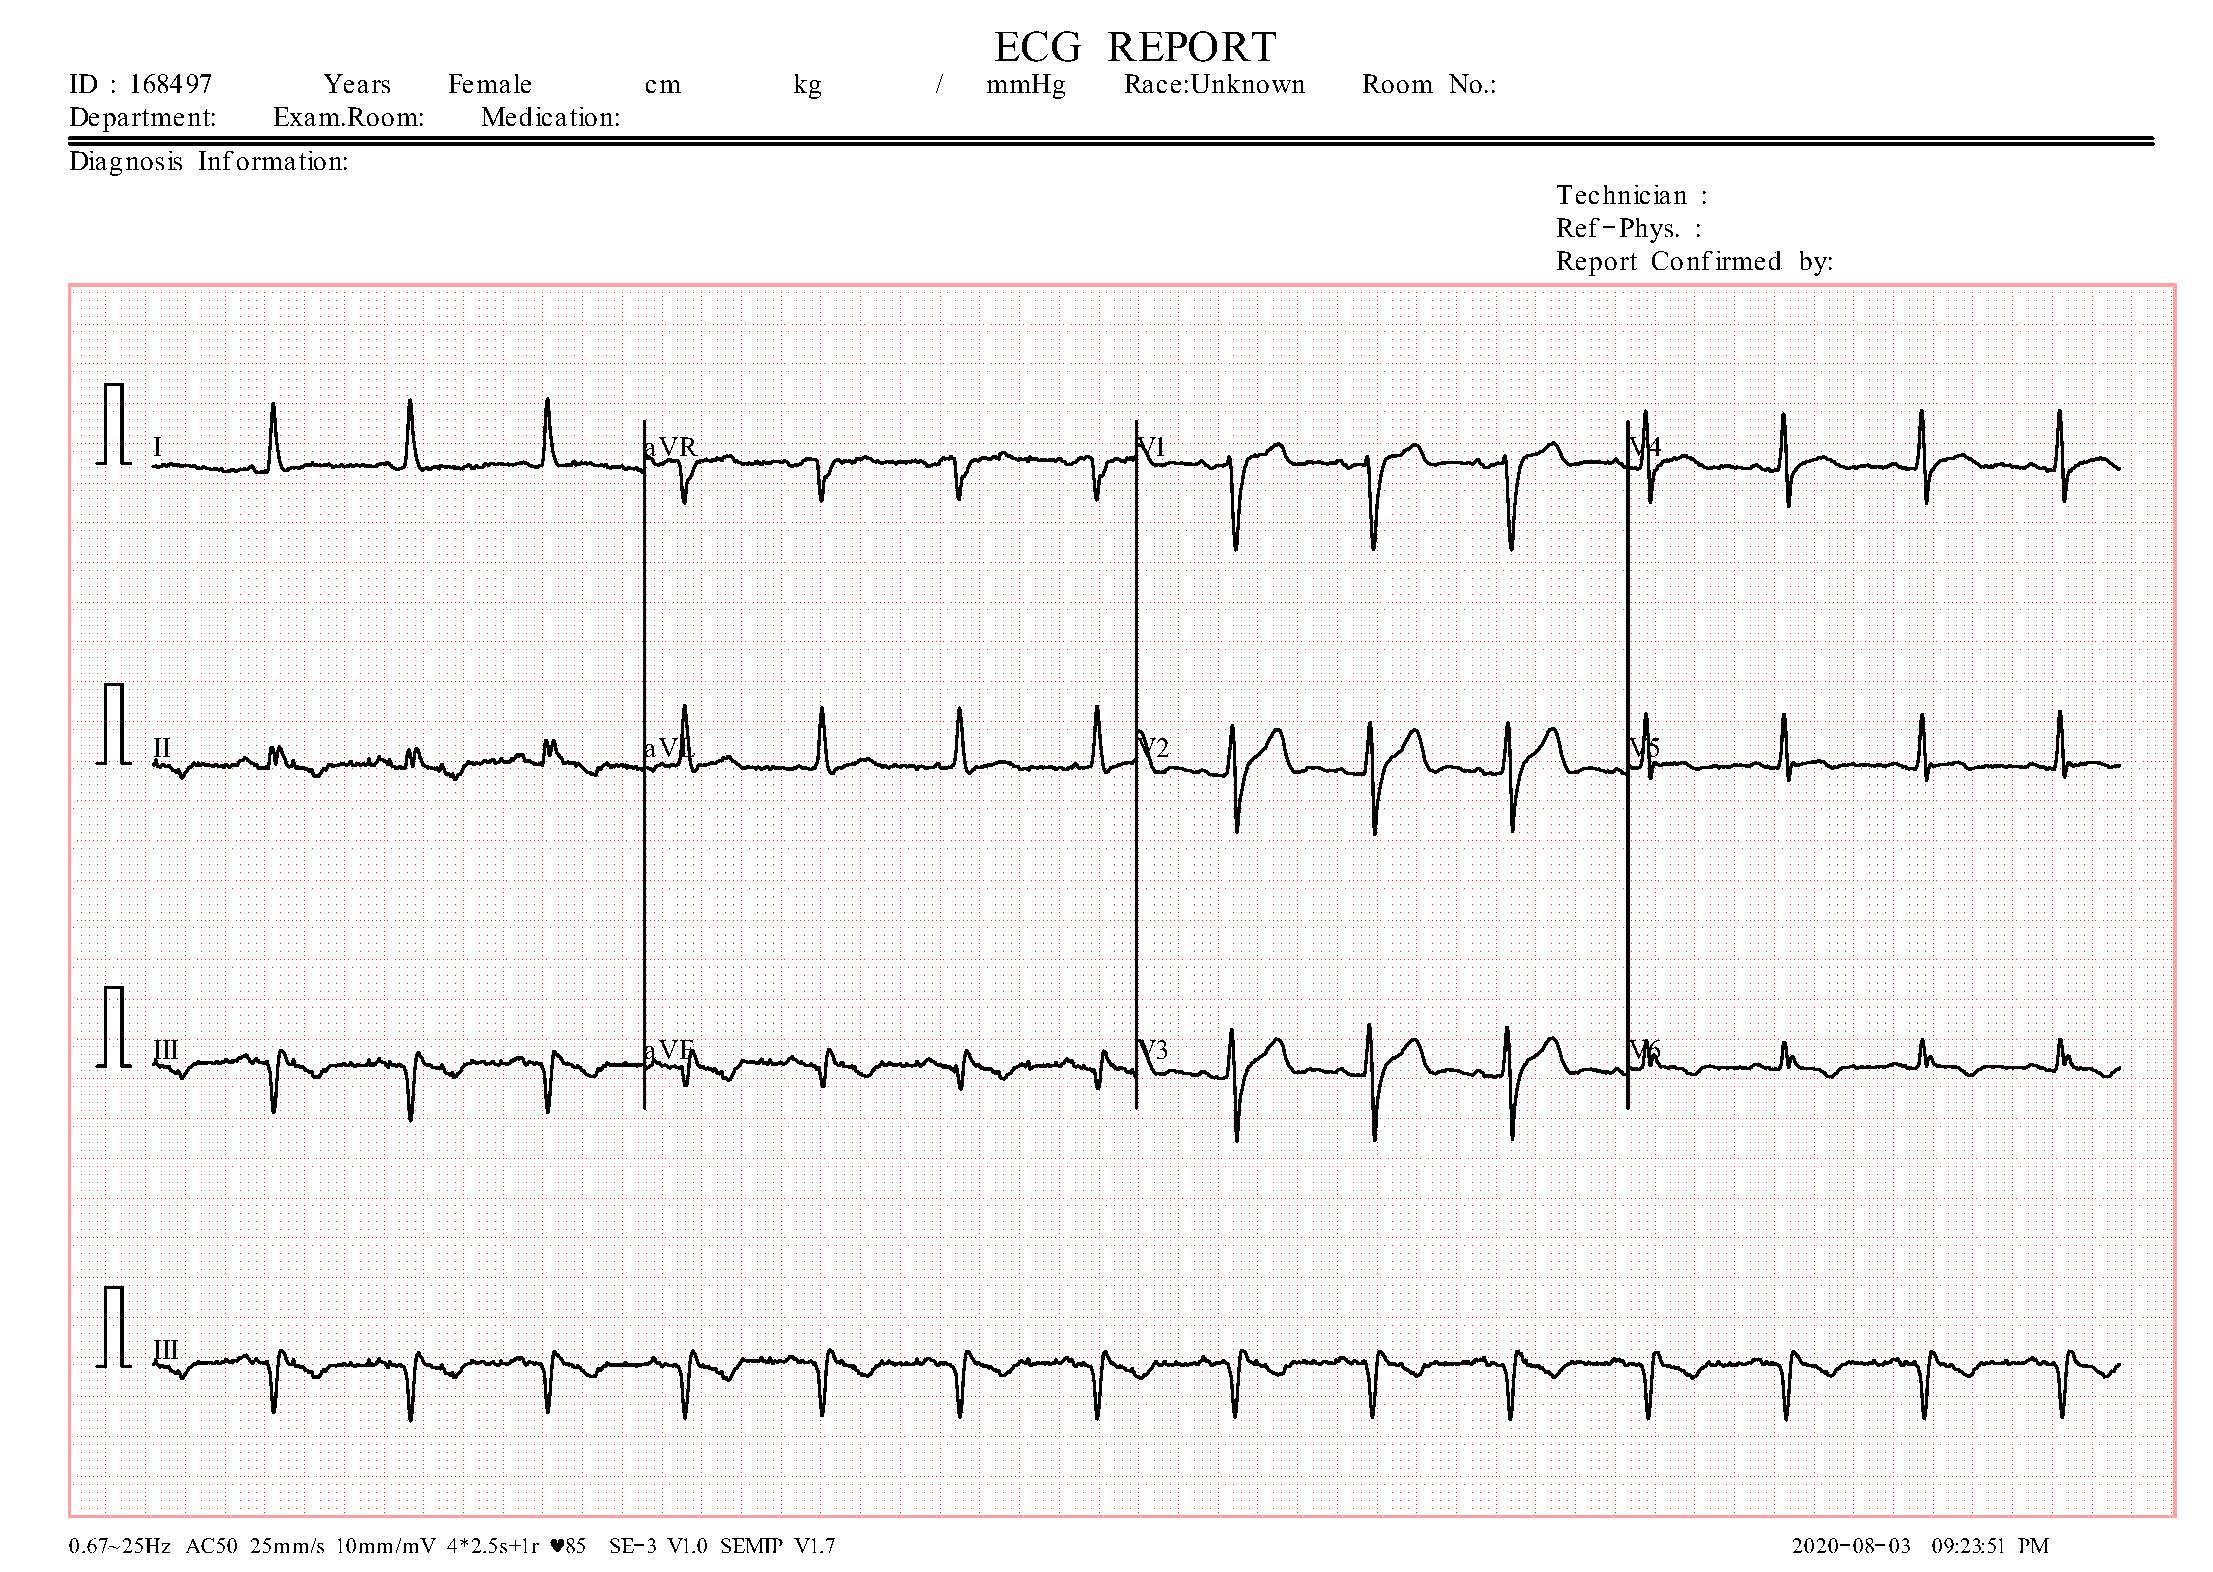 ECG REPORT
ID : 168497 Years Female cm kg / mmHg Race:Unknown Room No.:
Department: Exam.Room: Medication:
Diagnosis Information:
Technician :
Ref-Phys. :
Report Confirmed by:
I aVR V1 V4
II aVL V2 V5
III aVF V3 V6
III
0.67~25Hz AC50 25mm/s 10mm/mV 4*2.5s+1r ♥85 SE-3 V1.0 SEMIP V1.7 2020-08-03 09:23:51 PM